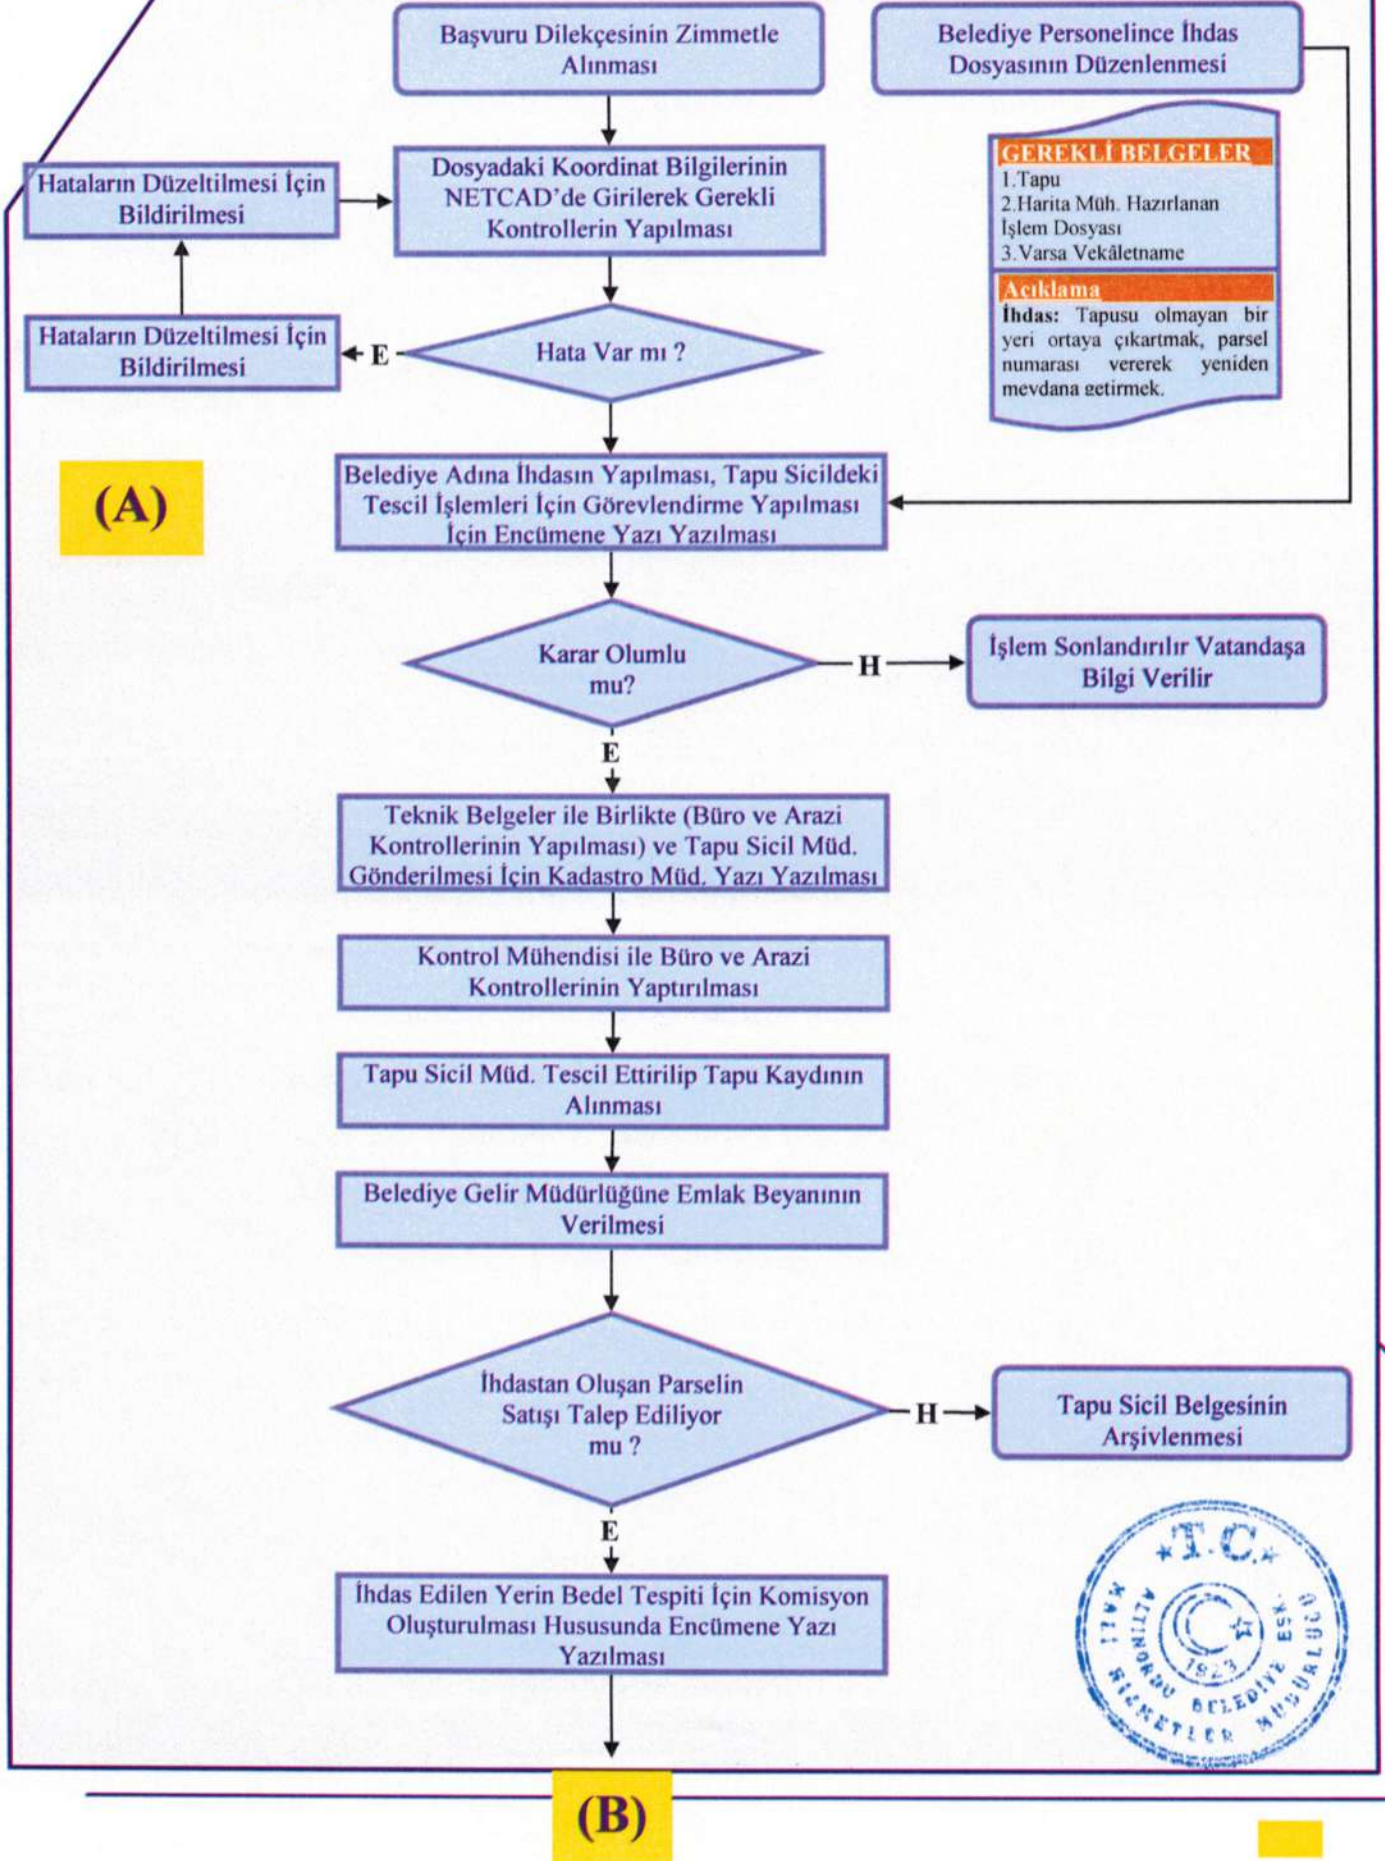 Başvuru Dilekçesinin Zimmetle
Alınması
Belediye Personelince İhdas
Dosyasının Düzenlenmesi
GEREKLİ BELGELER
1.Tapu
2.Harita Müh. Hazırlanan
İşlem Dosyası
3.Varsa Vekâletname
Açıklama
İhdas: Tapusu olmayan bir
yeri ortaya çıkartmak, parsel
numarası vererek yeniden
meydana getirmek.
Hataların Düzeltilmesi İçin
Bildirilmesi
Dosyadaki Koordinat Bilgilerinin
NETCAD’de Girilerek Gerekli
Kontrollerin Yapılması
Hataların Düzeltilmesi İçin
Bildirilmesi
E
Hata Var mı ?
(A)
Belediye Adına İhdasın Yapılması, Tapu Sicildeki
Tescil İşlemleri İçin Görevlendirme Yapılması
İçin Encümene Yazı Yazılması
Karar Olumlu
mu?
H
İşlem Sonlandırılır Vatandaşa
Bilgi Verilir
E
Teknik Belgeler ile Birlikte (Büro ve Arazi
Kontrollerinin Yapılması) ve Tapu Sicil Müd.
Gönderilmesi İçin Kadastro Müd. Yazı Yazılması
Kontrol Mühendisi ile Büro ve Arazi
Kontrollerinin Yaptırılması
Tapu Sicil Müd. Tescil Ettirilip Tapu Kaydının
Alınması
Belediye Gelir Müdürlüğüne Emlak Beyanının
Verilmesi
İhdastan Oluşan Parselin
Satışı Talep Ediliyor
mu ?
H
Tapu Sicil Belgesinin
Arşivlenmesi
E
İhdas Edilen Yerin Bedel Tespiti İçin Komisyon
Oluşturulması Hususunda Encümene Yazı
Yazılması
T.C.
ALTINORDU BELEDİYE BŞK.
MALİ HİZMETLER MÜDÜRLÜĞÜ
1923
(B)